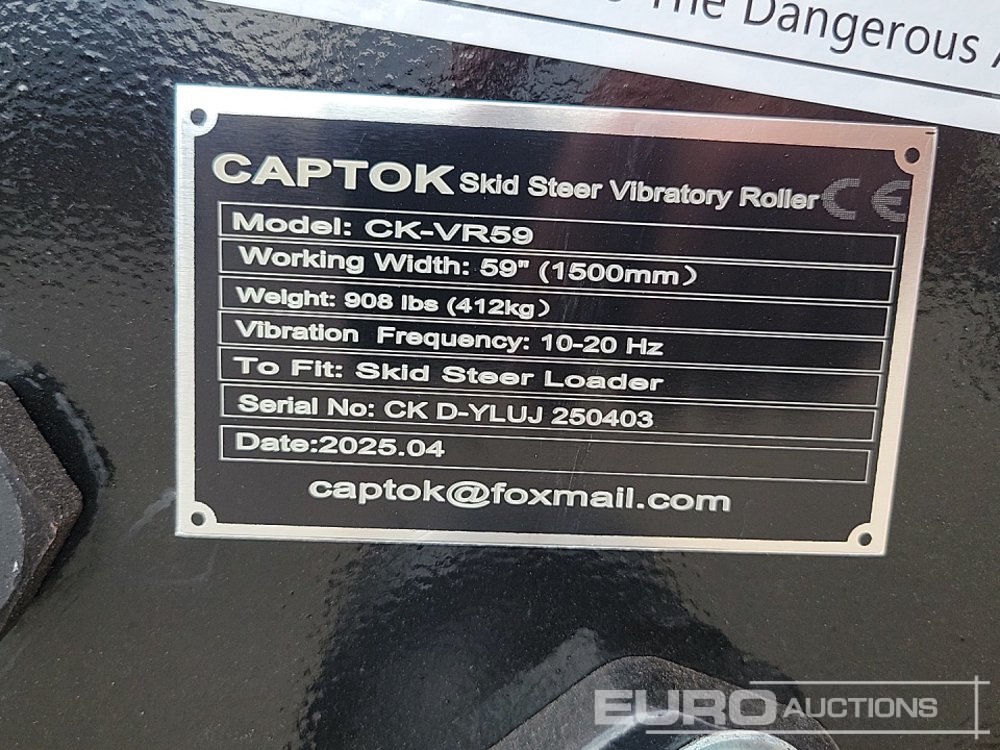 The Dangerous
CAPTOK Skid Steer Vibratory Roller CE
Model: CK-VR59
Working Width: 59" (1500mm)
Weight: 908 lbs (412kg)
Vibration Frequency: 10-20 Hz
To Fit: Skid Steer Loader
Serial No: CK D-YLUJ 250403
Date:2025.04
captok@foxmail.com
EURO AUCTIONS